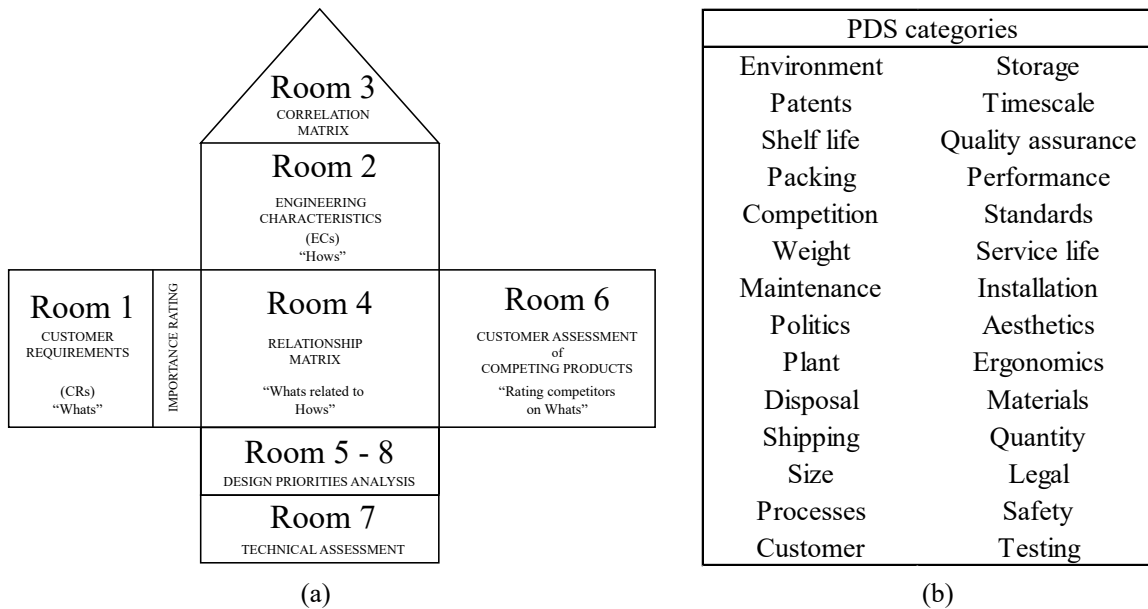 Room 3
CORRELATION
MATRIX
Room 2
ENGINEERING
CHARACTERISTICS
(ECs)
“Hows”
Room 1
CUSTOMER
REQUIREMENTS
(CRs)
“Whats”
IMPORTANCE RATING
Room 4
RELATIONSHIP
MATRIX
“Whats related to
Hows”
Room 6
CUSTOMER ASSESSMENT
of
COMPETING PRODUCTS
“Rating competitors
on Whats”
Room 5 - 8
DESIGN PRIORITIES ANALYSIS
Room 7
TECHNICAL ASSESSMENT
(a)
PDS categories
Environment Storage
Patents Timescale
Shelf life Quality assurance
Packing Performance
Competition Standards
Weight Service life
Maintenance Installation
Politics Aesthetics
Plant Ergonomics
Disposal Materials
Shipping Quantity
Size Legal
Processes Safety
Customer Testing
(b)